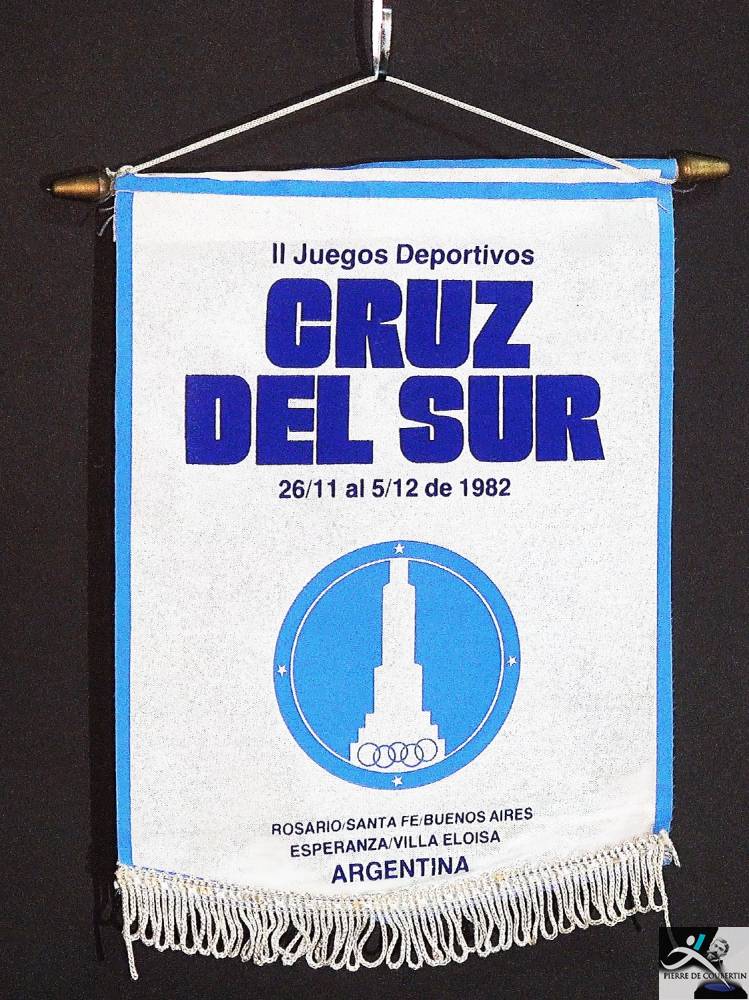 II Juegos Deportivos
CRUZ
DEL SUR
26/11 al 5/12 de 1982
ROSARIO/SANTA FE/BUENOS AIRES
ESPERANZA/VILLA ELOISA
ARGENTINA
PIERRE DE COUBERTIN